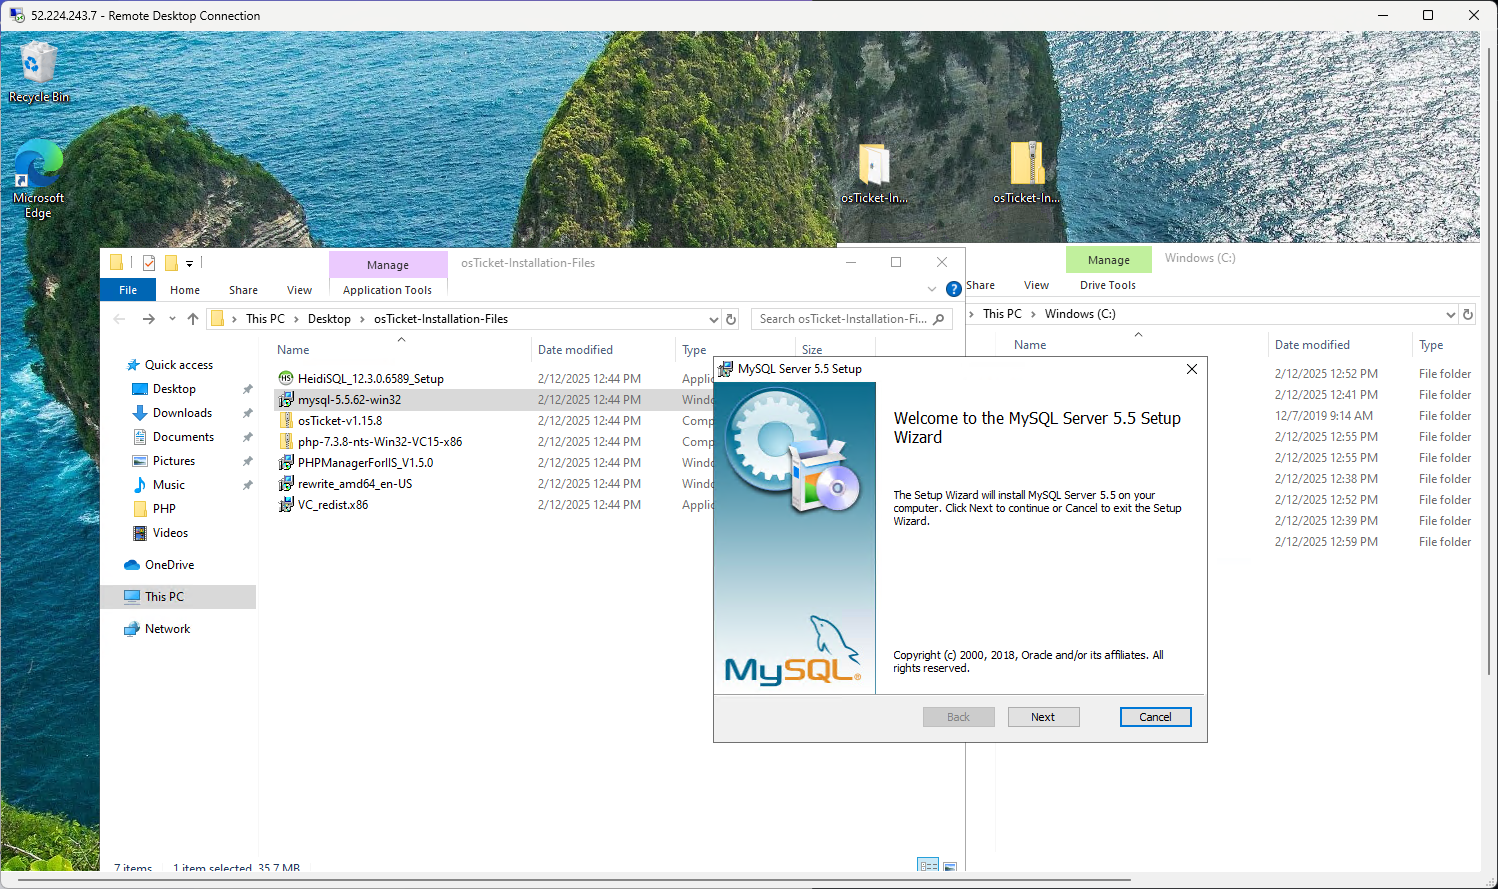 52.224.243.7 - Remote Desktop Connection
Recycle Bin
Microsoft
Edge
osTicket-In...
osTicket-In...
Manage
osTicket-Installation-Files
File
Home
Share
View
Application Tools
This PC
Desktop
osTicket-Installation-Files
Search osTicket-Installation-Fi...
Quick access
Desktop
Downloads
Documents
Pictures
Music
PHP
Videos
OneDrive
This PC
Network
Name Date modified Type Size
HeidiSQL_12.3.0.6589_Setup 2/12/2025 12:44 PM Applic
mysql-5.5.62-win32 2/12/2025 12:44 PM Windo
osTicket-v1.15.8 2/12/2025 12:44 PM Comp
php-7.3.8-nts-Win32-VC15-x86 2/12/2025 12:44 PM Comp
PHPManagerForIIS_V1.5.0 2/12/2025 12:44 PM Windo
rewrite_amd64_en-US 2/12/2025 12:44 PM Windo
VC_redist.x86 2/12/2025 12:44 PM Applic
7 items 1 item selected 35.7 MB
Manage
Windows (C:)
Share
View
Drive Tools
This PC
Windows (C:)
Name Date modified Type
2/12/2025 12:52 PM File folder
2/12/2025 12:41 PM File folder
12/7/2019 9:14 AM File folder
2/12/2025 12:55 PM File folder
2/12/2025 12:55 PM File folder
2/12/2025 12:38 PM File folder
2/12/2025 12:52 PM File folder
2/12/2025 12:39 PM File folder
2/12/2025 12:59 PM File folder
MySQL Server 5.5 Setup
Welcome to the MySQL Server 5.5 Setup
Wizard
The Setup Wizard will install MySQL Server 5.5 on your
computer. Click Next to continue or Cancel to exit the Setup
Wizard.
Copyright (c) 2000, 2018, Oracle and/or its affiliates. All
rights reserved.
MySQL®
Back
Next
Cancel